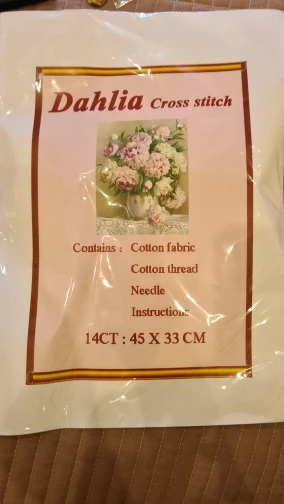 Dahlia Cross stitch
Contains : Cotton fabric
Cotton thread
Needle
Instructions
14CT : 45 X 33 CM